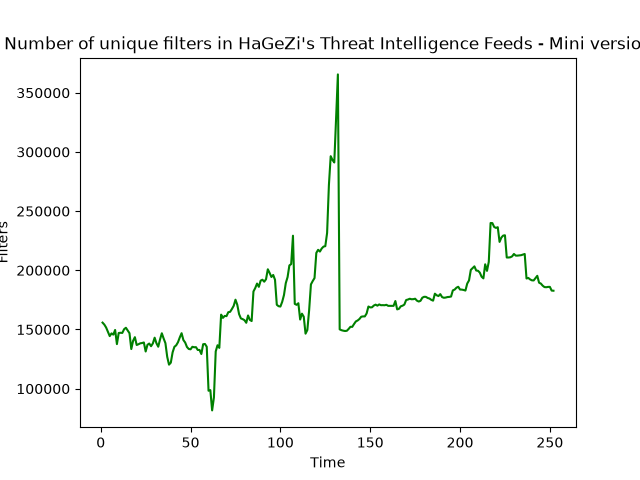 Number of unique filters in HaGeZi's Threat Intelligence Feeds - Mini versio
350000
300000
250000
200000
150000
100000
Filters
0 50 100 150 200 250
Time